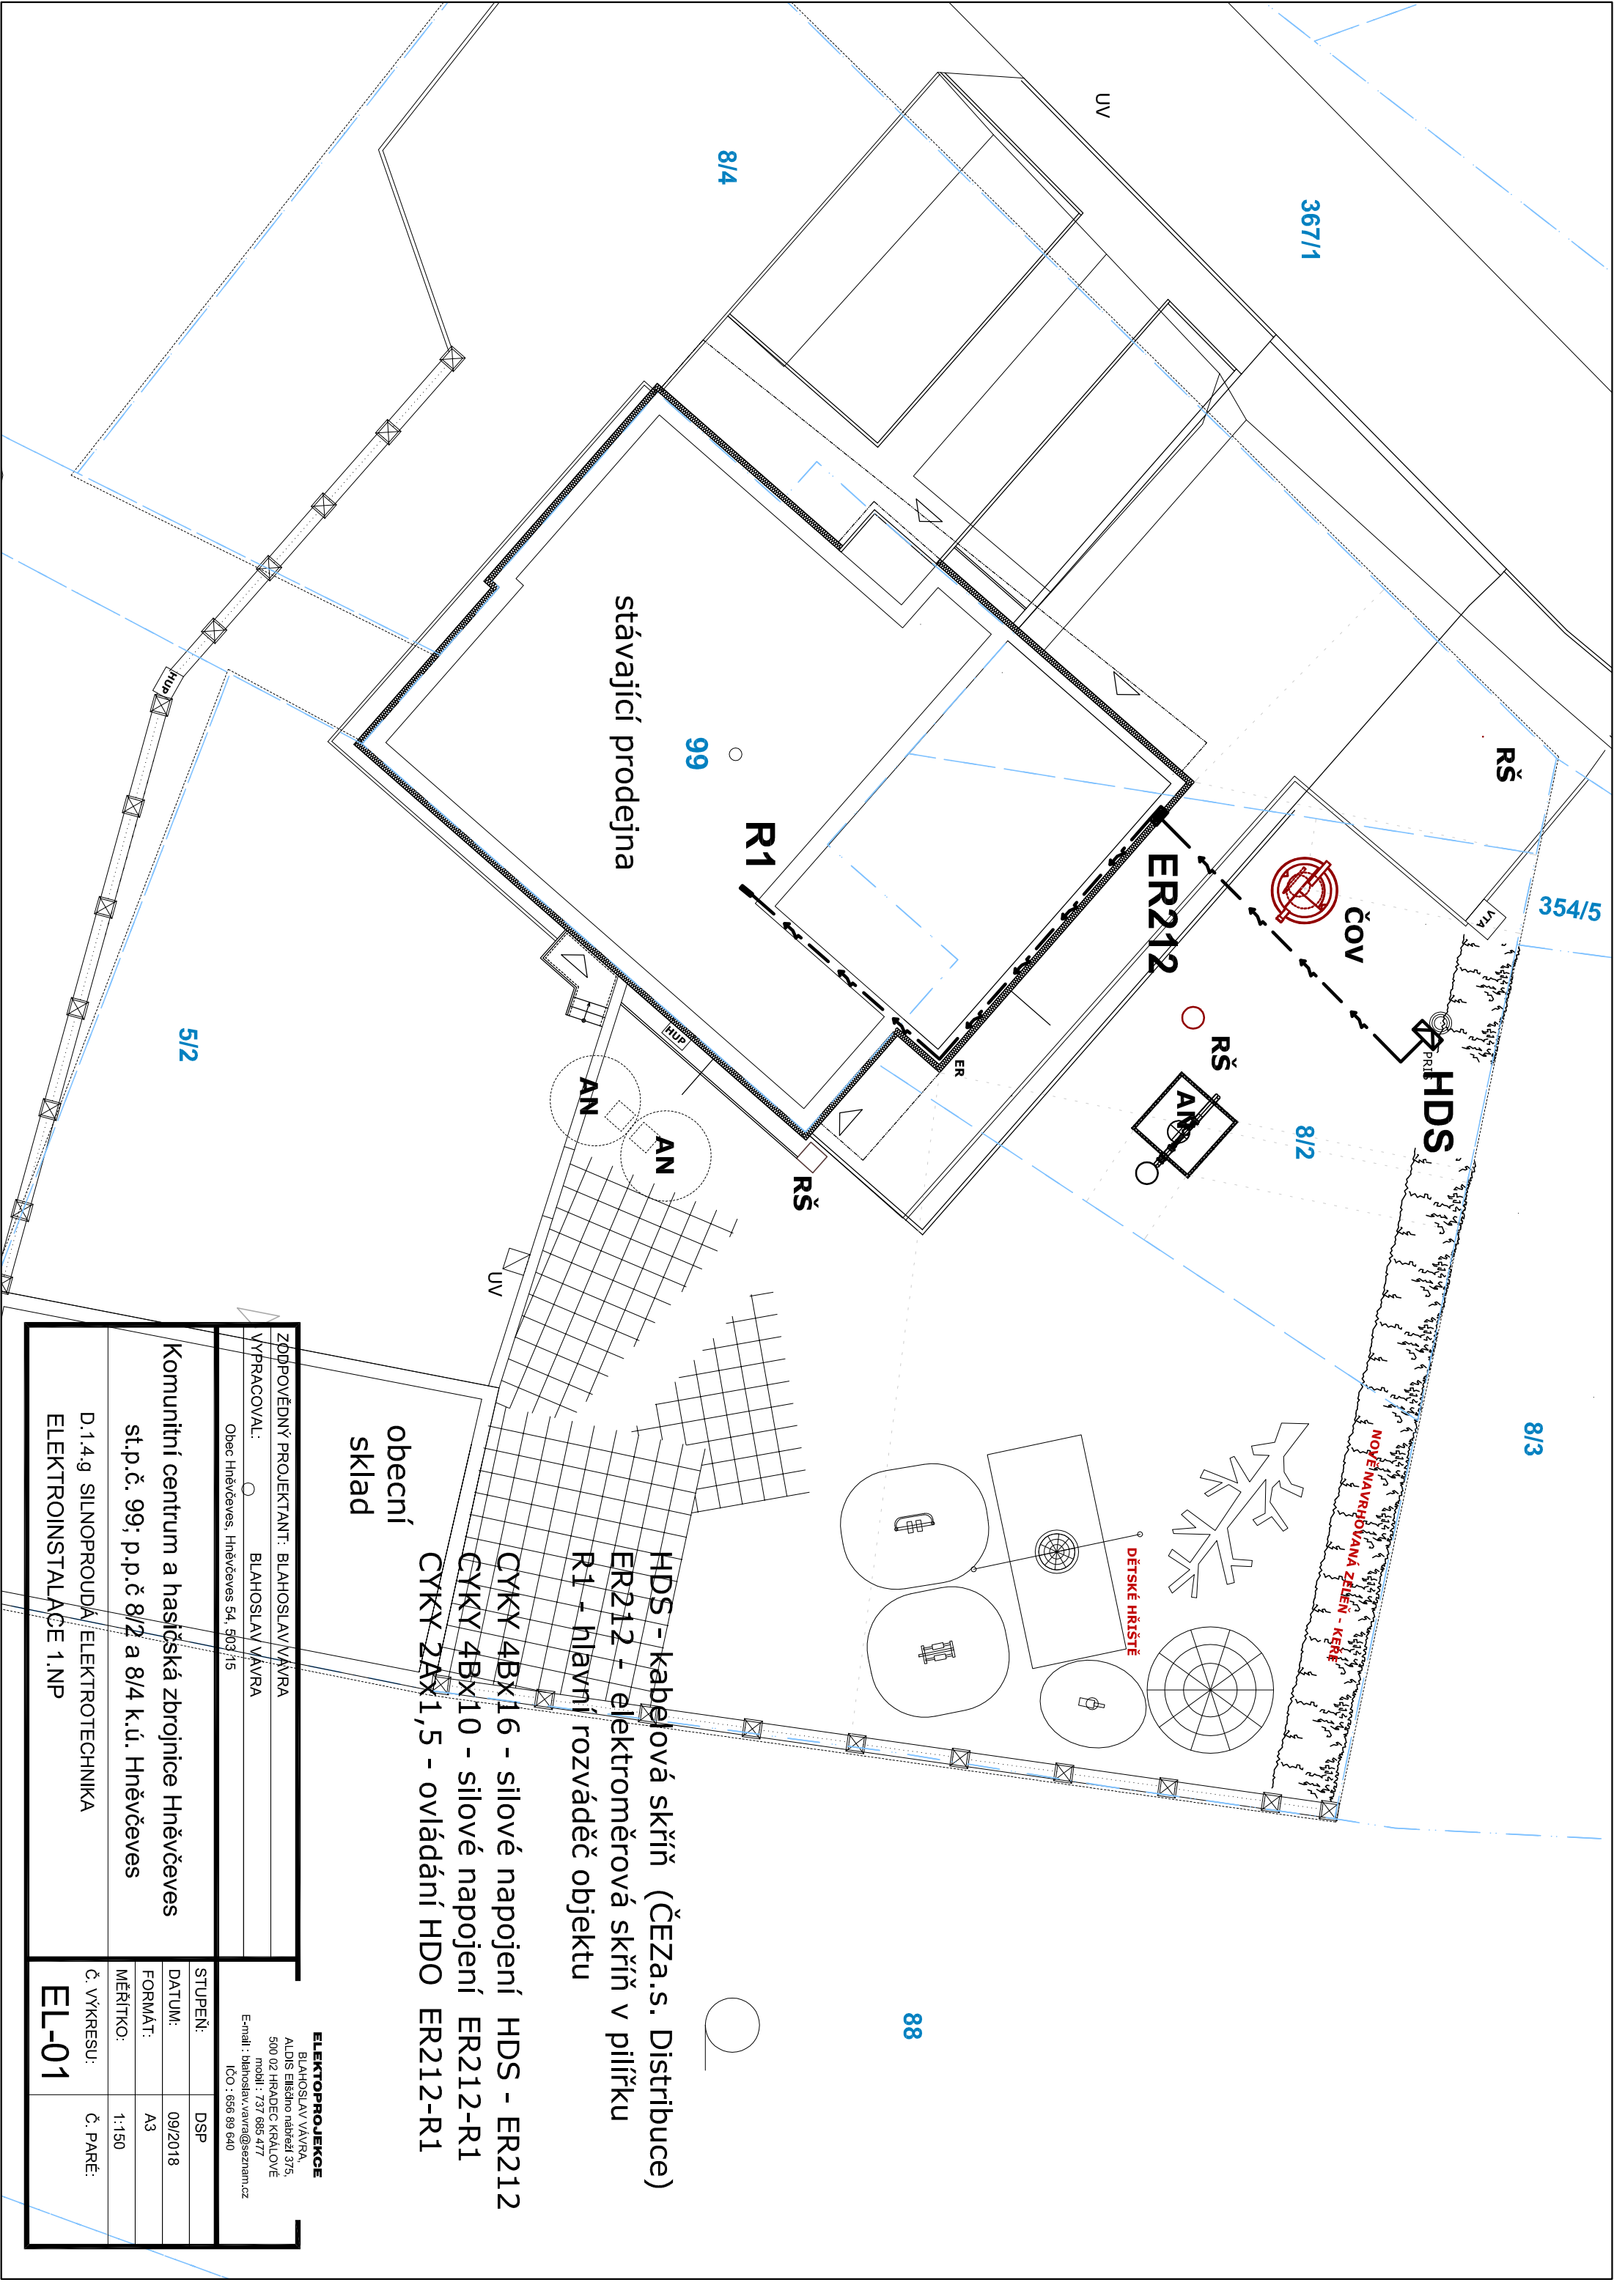 UV
367/1
8/4
RŠ
VTA
354/5
ČOV
stávající prodejna
99
R1
ER212
HUP
5/2
HUP
ER
RŠ
PRIS
HDS
AN
AN
AN
RŠ
8/2
8/3
UV
NOVĚ NAVRHOVANÁ ZELEŇ - KEŘE
DĚTSKÉ HŘIŠTĚ
obecní
sklad
88
HDS - kabelová skříň (ČEZa.s. Distribuce)
ER212 - elektroměrová skříň v pilířku
R1 - hlavní rozváděč objektu
CYKY 4Bx16 - silové napojení HDS - ER212
CYKY 4Bx10 - silové napojení ER212-R1
CYKY 2Ax1,5 - ovládání HDO ER212-R1
ELEKTOPROJEKCE
BLAHOSLAV VÁVRA,
ALDIS Eliščino nábřeží 375,
500 02 HRADEC KRÁLOVÉ
mobil : 737 685 477
E-mail : blahoslav.vavra@seznam.cz
IČO : 656 89 640
ZODPOVĚDNÝ PROJEKTANT: BLAHOSLAV VÁVRA
VYPRACOVAL: BLAHOSLAV VÁVRA
Obec Hněvčeves, Hněvčeves 54, 503 15
Komunitní centrum a hasičská zbrojnice Hněvčeves
st.p.č. 99; p.p.č 8/2 a 8/4 k.ú. Hněvčeves
D.1.4.g SILNOPROUDÁ ELEKTROTECHNIKA
ELEKTROINSTALACE 1.NP
STUPEŇ: DSP
DATUM: 09/2018
FORMÁT: A3
MĚŘÍTKO: 1:150
Č. VÝKRESU: Č. PARÉ:
EL-01